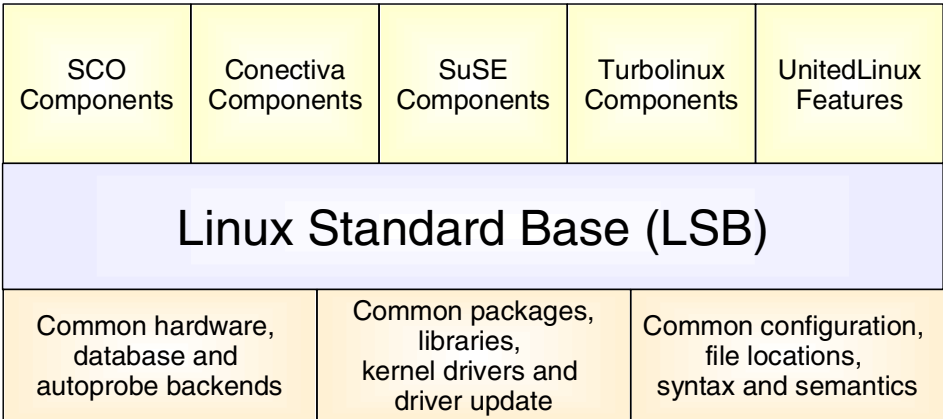 SCO
Components
Conectiva
Components
SuSE
Components
Turbolinux
Components
UnitedLinux
Features
Linux Standard Base (LSB)
Common hardware,
database and
autoprobe backends
Common packages,
libraries,
kernel drivers and
driver update
Common configuration,
file locations,
syntax and semantics